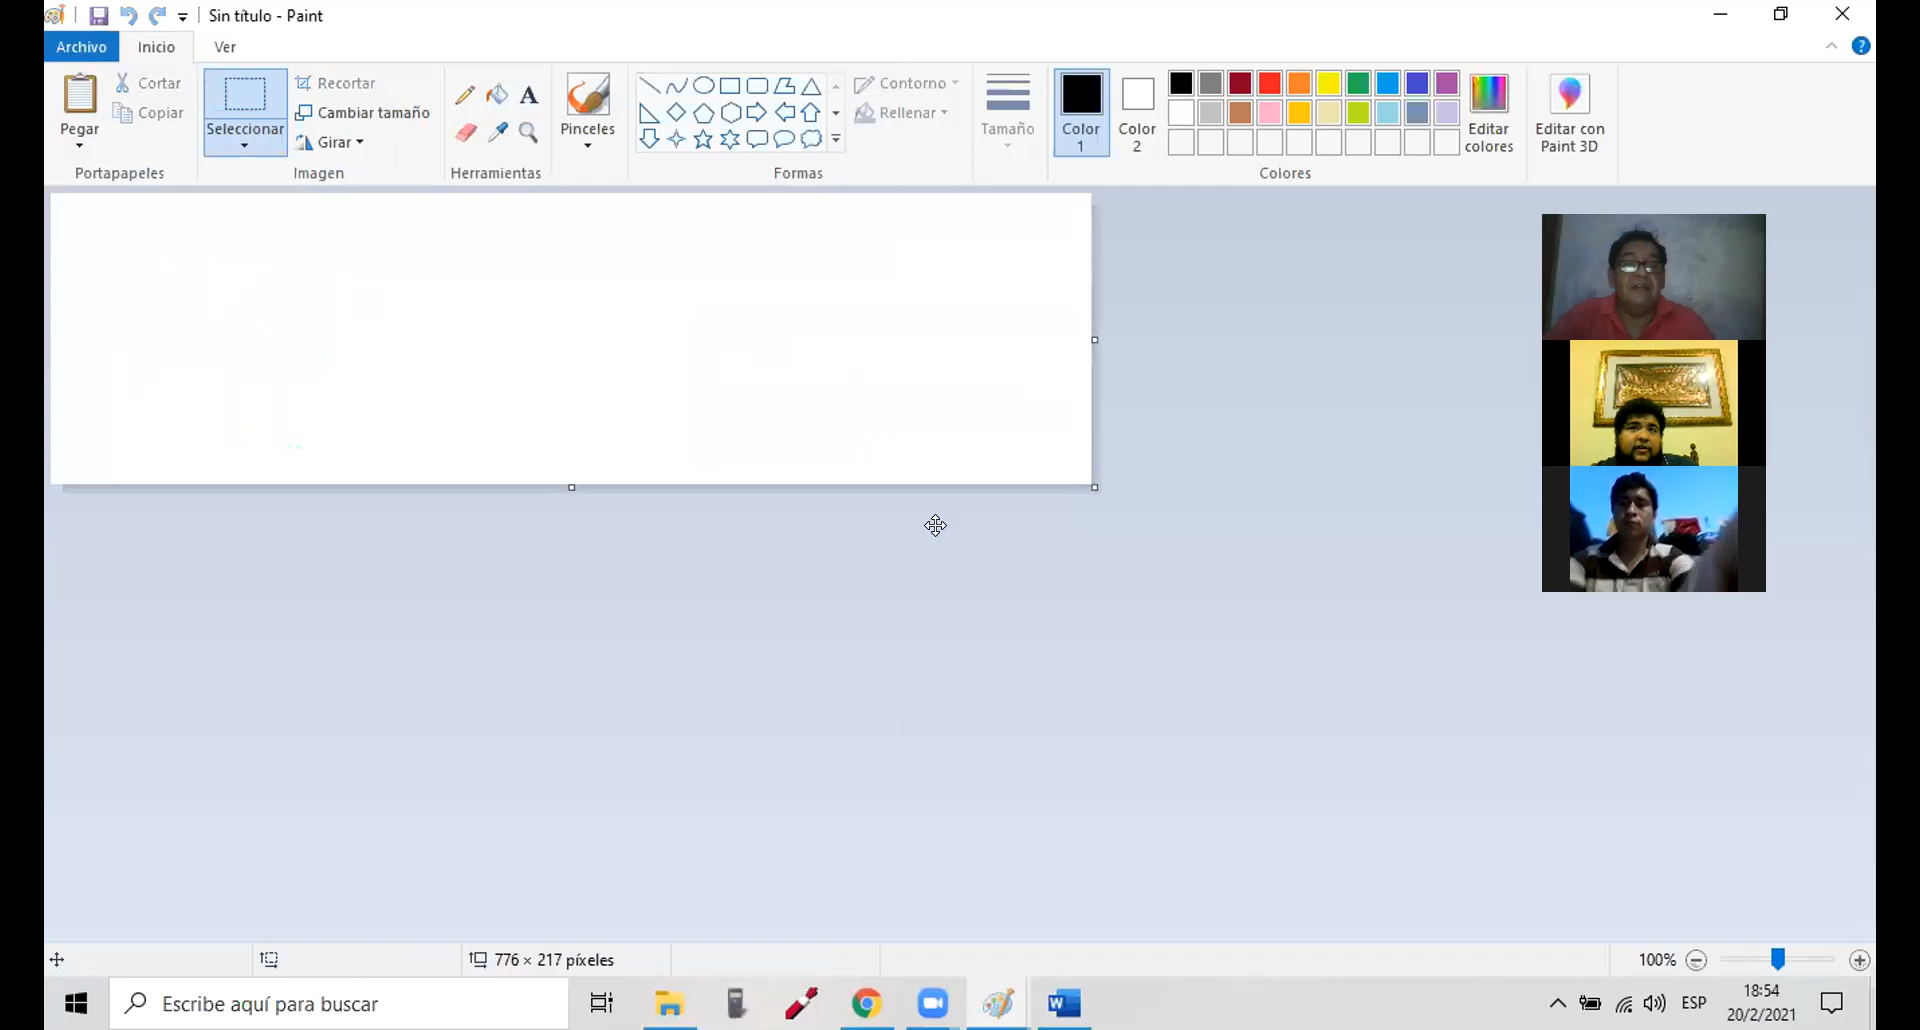 Sin título - Paint
Archivo Inicio Ver
Pegar
Cortar
Copiar
Portapapeles
Seleccionar
Recortar
Cambiar tamaño
Girar
Imagen
A
Herramientas
Pinceles
Formas
Contorno
Rellenar
Tamaño
Color
1
Color
2
Colores
Editar
colores
Editar con
Paint 3D
776 × 217 píxeles
100%
Escribe aquí para buscar
W
ESP
18:54
20/2/2021